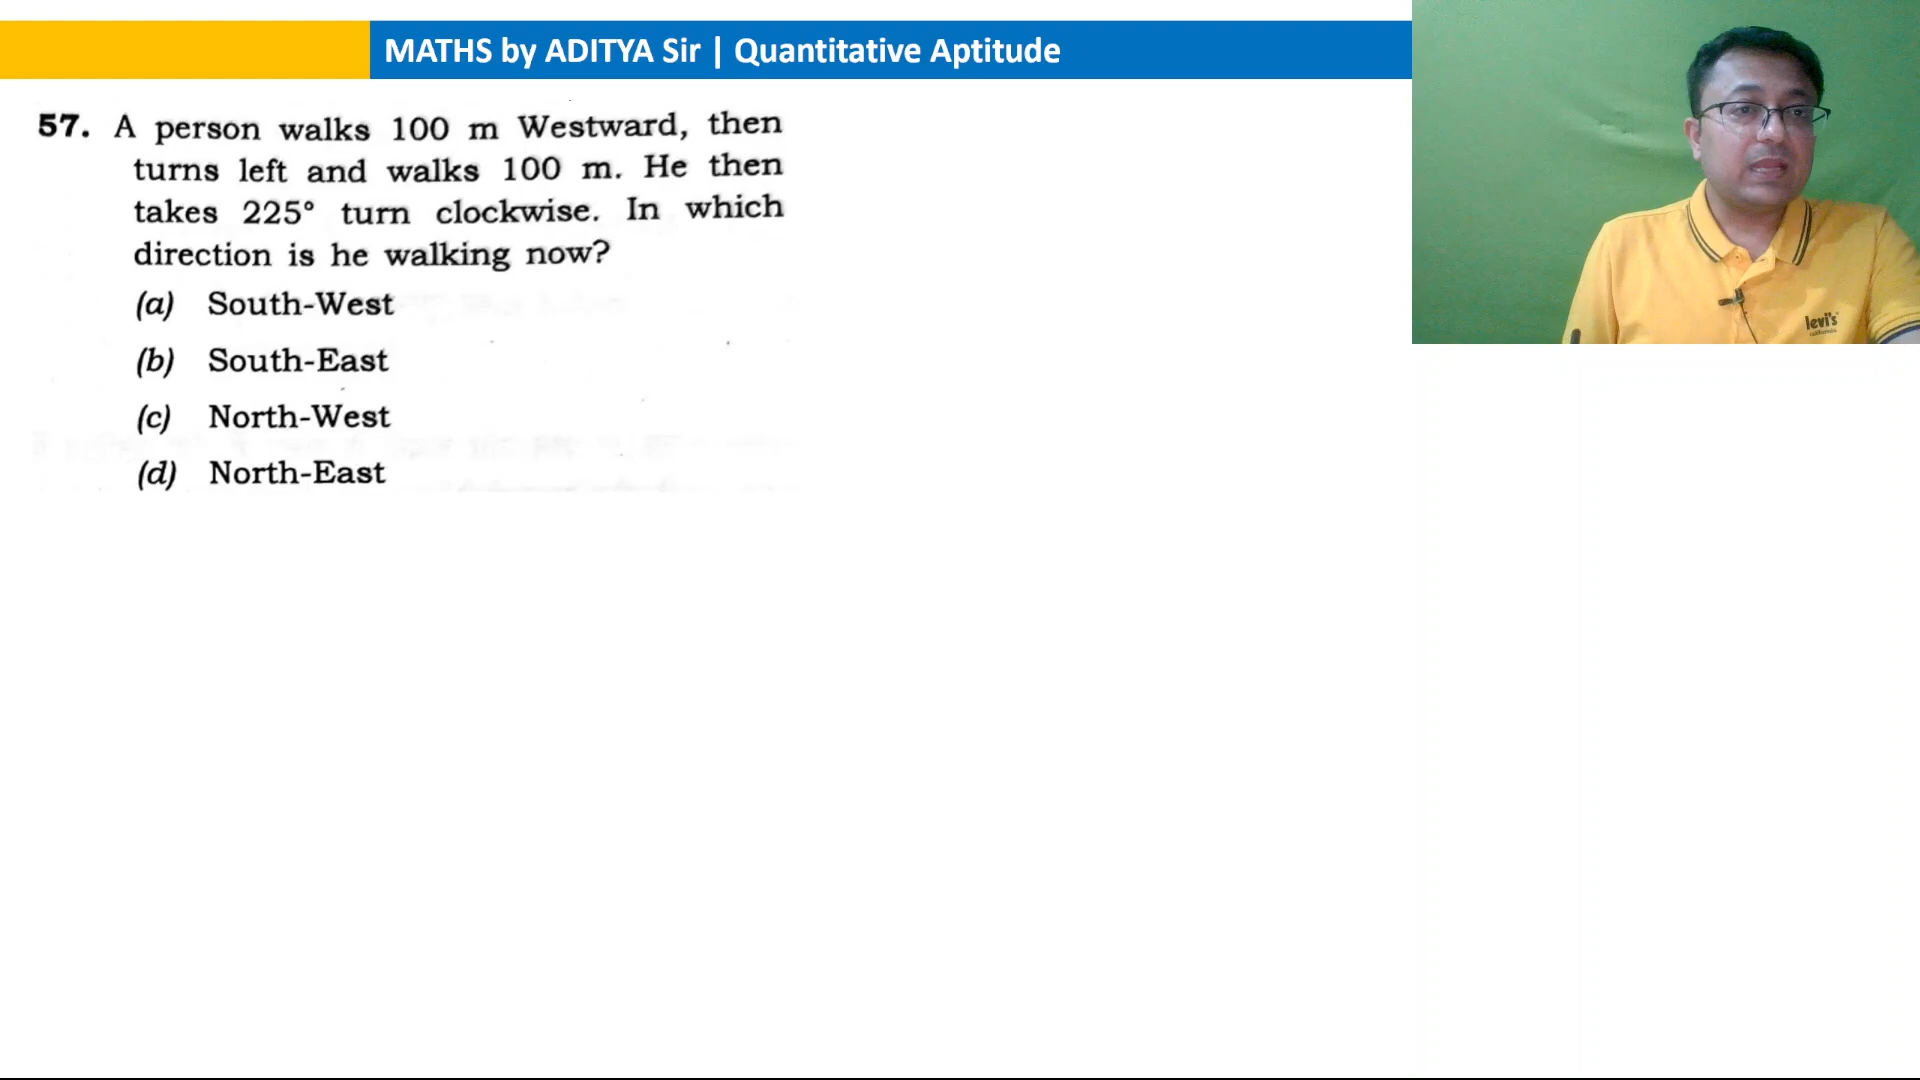 MATHS by ADITYA Sir | Quantitative Aptitude
57. A person walks 100 m Westward, then
turns left and walks 100 m. He then
takes 225° turn clockwise. In which
direction is he walking now?
(a) South-West
(b) South-East
(c) North-West
(d) North-East
levi's